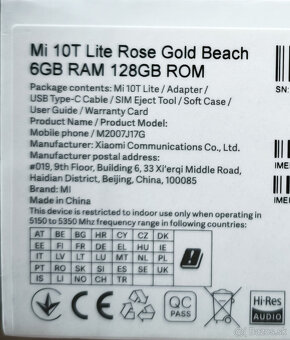 Mi 10T Lite Rose Gold Beach
6GB RAM 128GB ROM
Package contents: Mi 10T Lite / Adapter /
USB Type-C Cable / SIM Eject Tool / Soft Case /
User Guide / Warranty Card
Product Name / Product Model:
Mobile phone / M2007J17G
Manufacturer: Xiaomi Communications Co., Ltd.
Manufacturer postal address:
#019, 9th Floor, Building 6, 33 Xi'erqi Middle Road,
Haidian District, Beijing, China, 100085
Brand: MI
Made in China
This device is restricted to indoor use only when operating in
5150 to 5350 Mhz frequency range in following countries:
AT BE BG HR CY CZ DK
EE FI FR DE EL HU IE
IT LV LT LU MT NL PL
PT RO SK SI ES SE UK
IS LI NO CH TR
SN:
IMEI
IMEI
CE
QC
PASS
Hi-Res
AUDIO